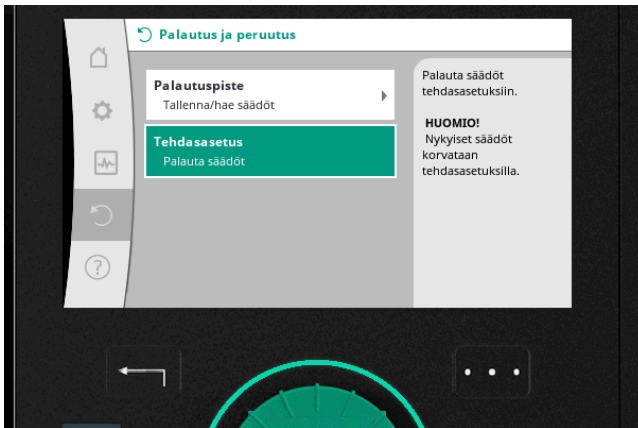 Palautus ja peruutus
Palautuspiste
Tallenna/hae säädöt
Tehdasasetus
Palauta säädöt
Palauta säädöt
tehdasasetuksiin.
HUOMIO!
Nykyiset säädöt
korvataan
tehdasasetuksilla.